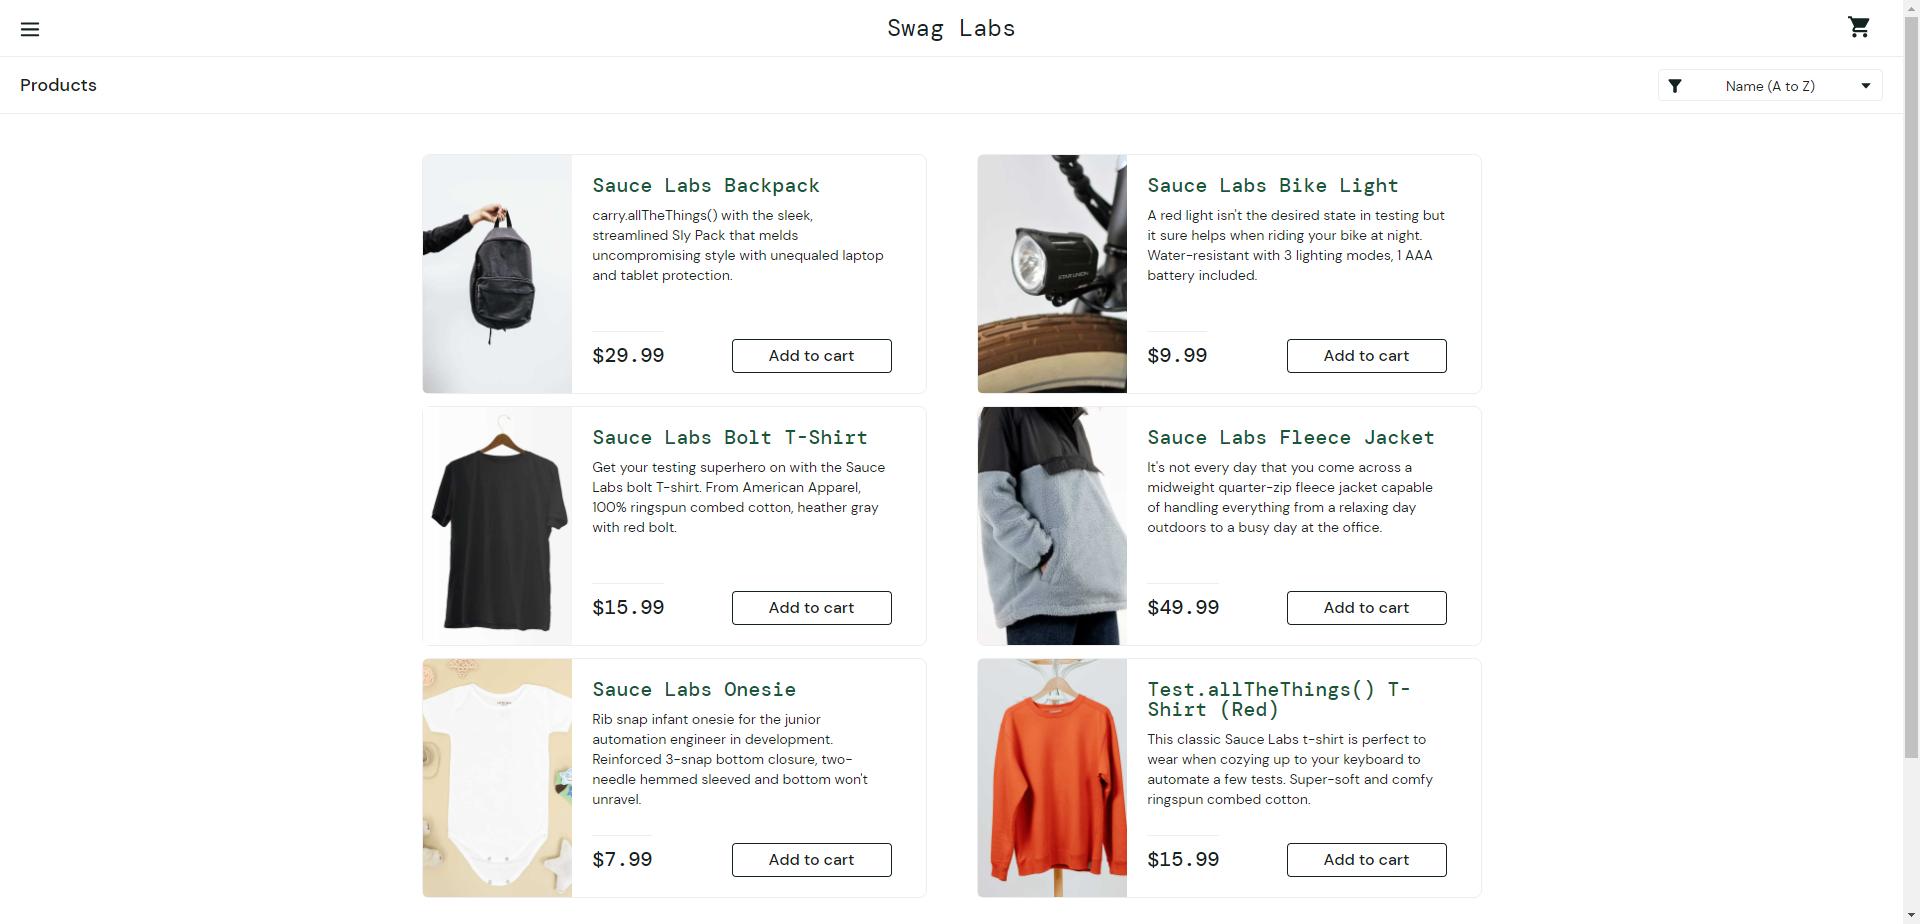 Swag Labs
Products
Name (A to Z)
Sauce Labs Backpack
carry.allTheThings() with the sleek,
streamlined Sly Pack that melds
uncompromising style with unequaled laptop
and tablet protection.
$29.99
Add to cart
Sauce Labs Bike Light
A red light isn't the desired state in testing but
it sure helps when riding your bike at night.
Water-resistant with 3 lighting modes, 1 AAA
battery included.
$9.99
Add to cart
STAR UNION
Sauce Labs Bolt T-Shirt
Get your testing superhero on with the Sauce
Labs bolt T-shirt. From American Apparel,
100% ringspun combed cotton, heather gray
with red bolt.
$15.99
Add to cart
Sauce Labs Fleece Jacket
It's not every day that you come across a
midweight quarter-zip fleece jacket capable
of handling everything from a relaxing day
outdoors to a busy day at the office.
$49.99
Add to cart
Sauce Labs Onesie
Rib snap infant onesie for the junior
automation engineer in development.
Reinforced 3-snap bottom closure, two-
needle hemmed sleeved and bottom won't
unravel.
$7.99
Add to cart
Test.allTheThings() T-
Shirt (Red)
This classic Sauce Labs t-shirt is perfect to
wear when cozying up to your keyboard to
automate a few tests. Super-soft and comfy
ringspun combed cotton.
$15.99
Add to cart